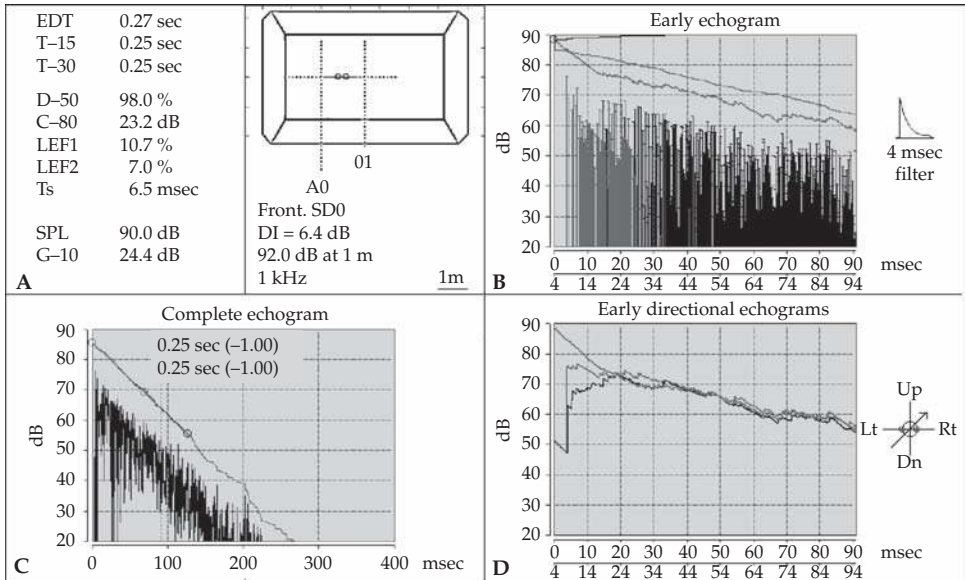 EDT 0.27 sec
T–15 0.25 sec
T–30 0.25 sec
D–50 98.0 %
C–80 23.2 dB
LEF1 10.7 %
LEF2 7.0 %
Ts 6.5 msec
SPL 90.0 dB
G–10 24.4 dB
A
01
A0
Front. SD0
DI = 6.4 dB
92.0 dB at 1 m
1 kHz 1m
Early echogram
90
80
70
60
50
40
30
20
dB
0 10 20 30 40 50 60 70 80 90 msec
4 14 24 34 44 54 64 74 84 94
4 msec
filter
B
Complete echogram
0.25 sec (–1.00)
0.25 sec (–1.00)
90
80
70
60
50
40
30
20
dB
0 100 200 300 400 msec
C
Early directional echograms
90
80
70
60
50
40
30
20
dB
0 10 20 30 40 50 60 70 80 90 msec
4 14 24 34 44 54 64 74 84 94
Up
Lt Rt
Dn
D